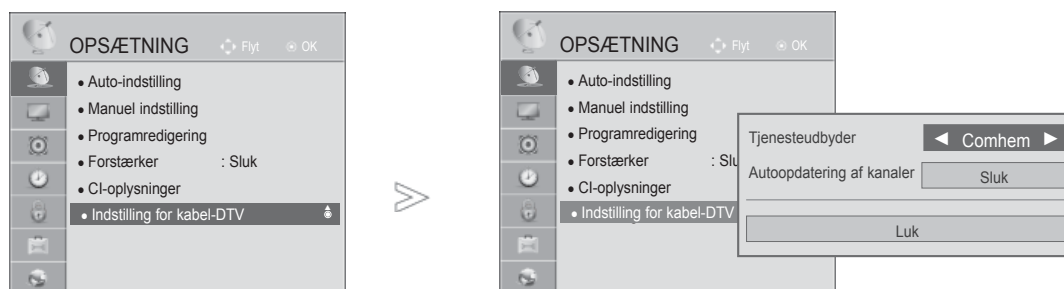 OPSÆTNING Flyt OK
• Auto-indstilling
• Manuel indstilling
• Programredigering
• Forstærker : Sluk
• CI-oplysninger
• Indstilling for kabel-DTV
OPSÆTNING Flyt OK
• Auto-indstilling
• Manuel indstilling
• Programredigering
• Forstærker : Slu
• CI-oplysninger
• Indstilling for kabel-DTV
Tjenesteudbyder ◄ Comhem ►
Autoopdatering af kanaler Sluk
Luk